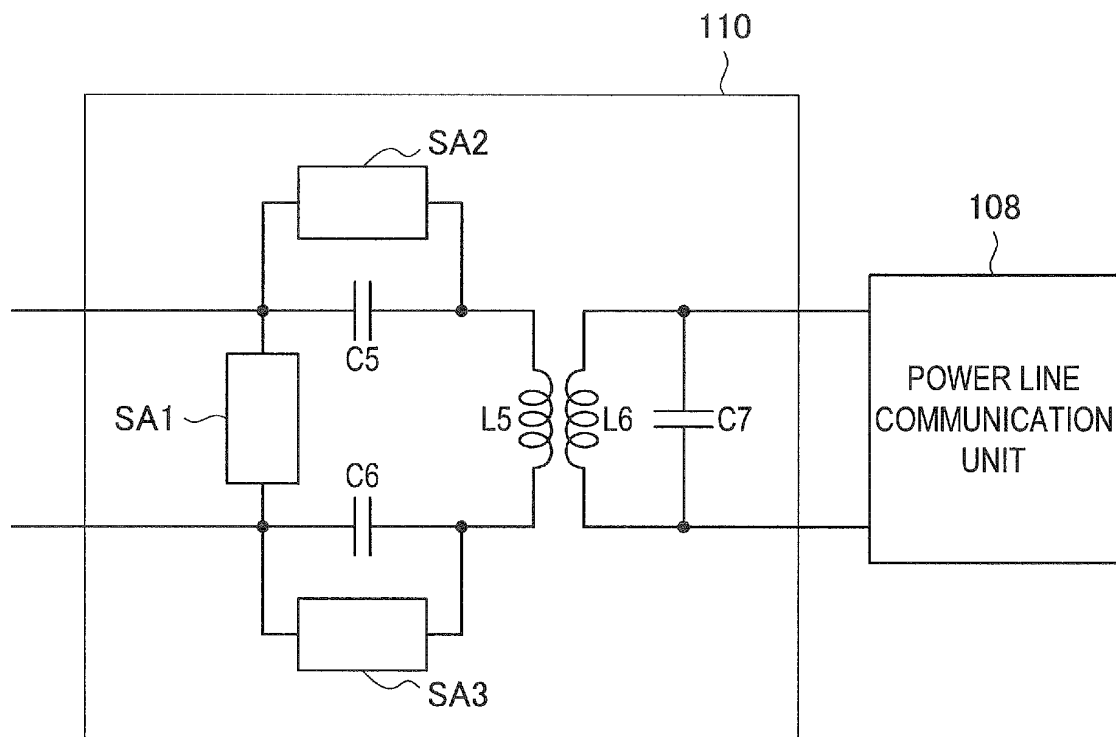 110
SA2
108
C5
SA1
L5
L6
C7
POWER LINE
COMMUNICATION
UNIT
C6
SA3